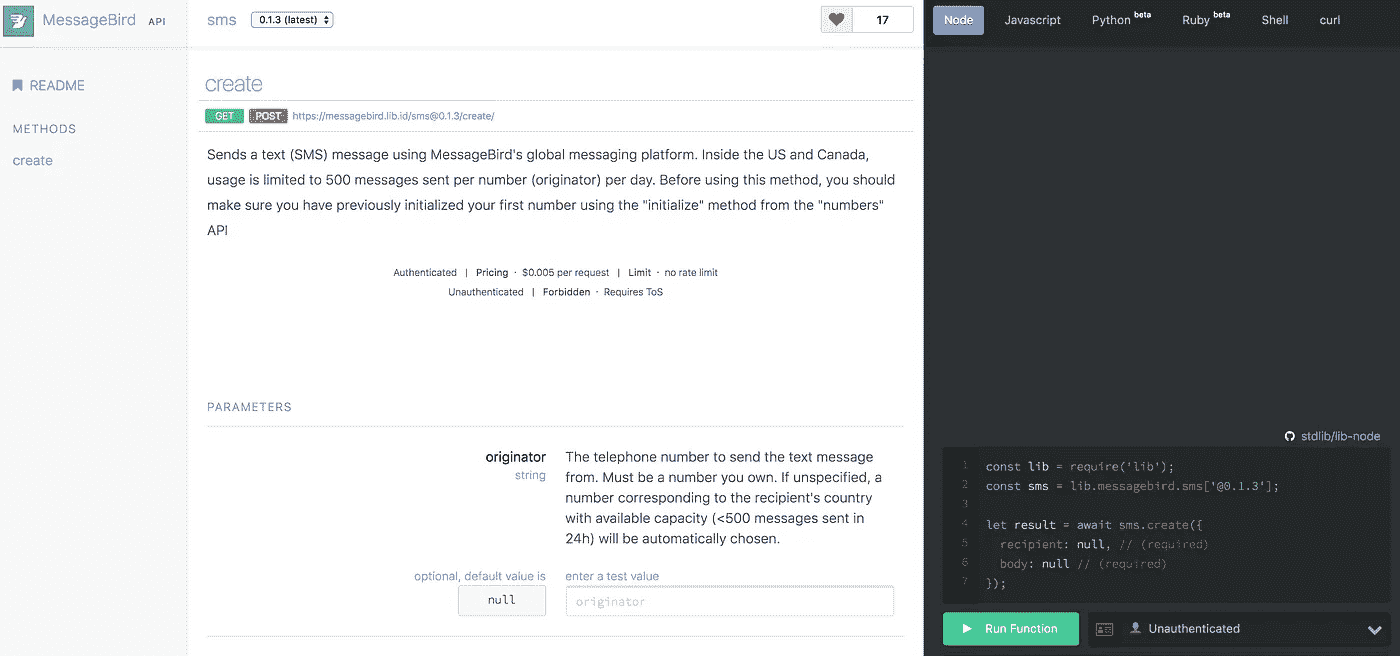 MessageBird API
sms 0.1.3 (latest)
17
Node Javascript Python beta Ruby beta Shell curl
README
METHODS
create
create
GET POST https://messagebird.lib.id/sms@0.1.3/create/
Sends a text (SMS) message using MessageBird's global messaging platform. Inside the US and Canada,
usage is limited to 500 messages sent per number (originator) per day. Before using this method, you should
make sure you have previously initialized your first number using the "initialize" method from the "numbers"
API
Authenticated | Pricing · $0.005 per request | Limit · no rate limit
Unauthenticated | Forbidden · Requires ToS
PARAMETERS
originator
string
The telephone number to send the text message
from. Must be a number you own. If unspecified, a
number corresponding to the recipient's country
with available capacity (<500 messages sent in
24h) will be automatically chosen.
optional, default value is
null
enter a test value
originator
stdlib/lib-node
1 const lib = require('lib');
2 const sms = lib.messagebird.sms['@0.1.3'];
3
4 let result = await sms.create({
5 recipient: null, // (required)
6 body: null // (required)
7 });
Run Function
Unauthenticated